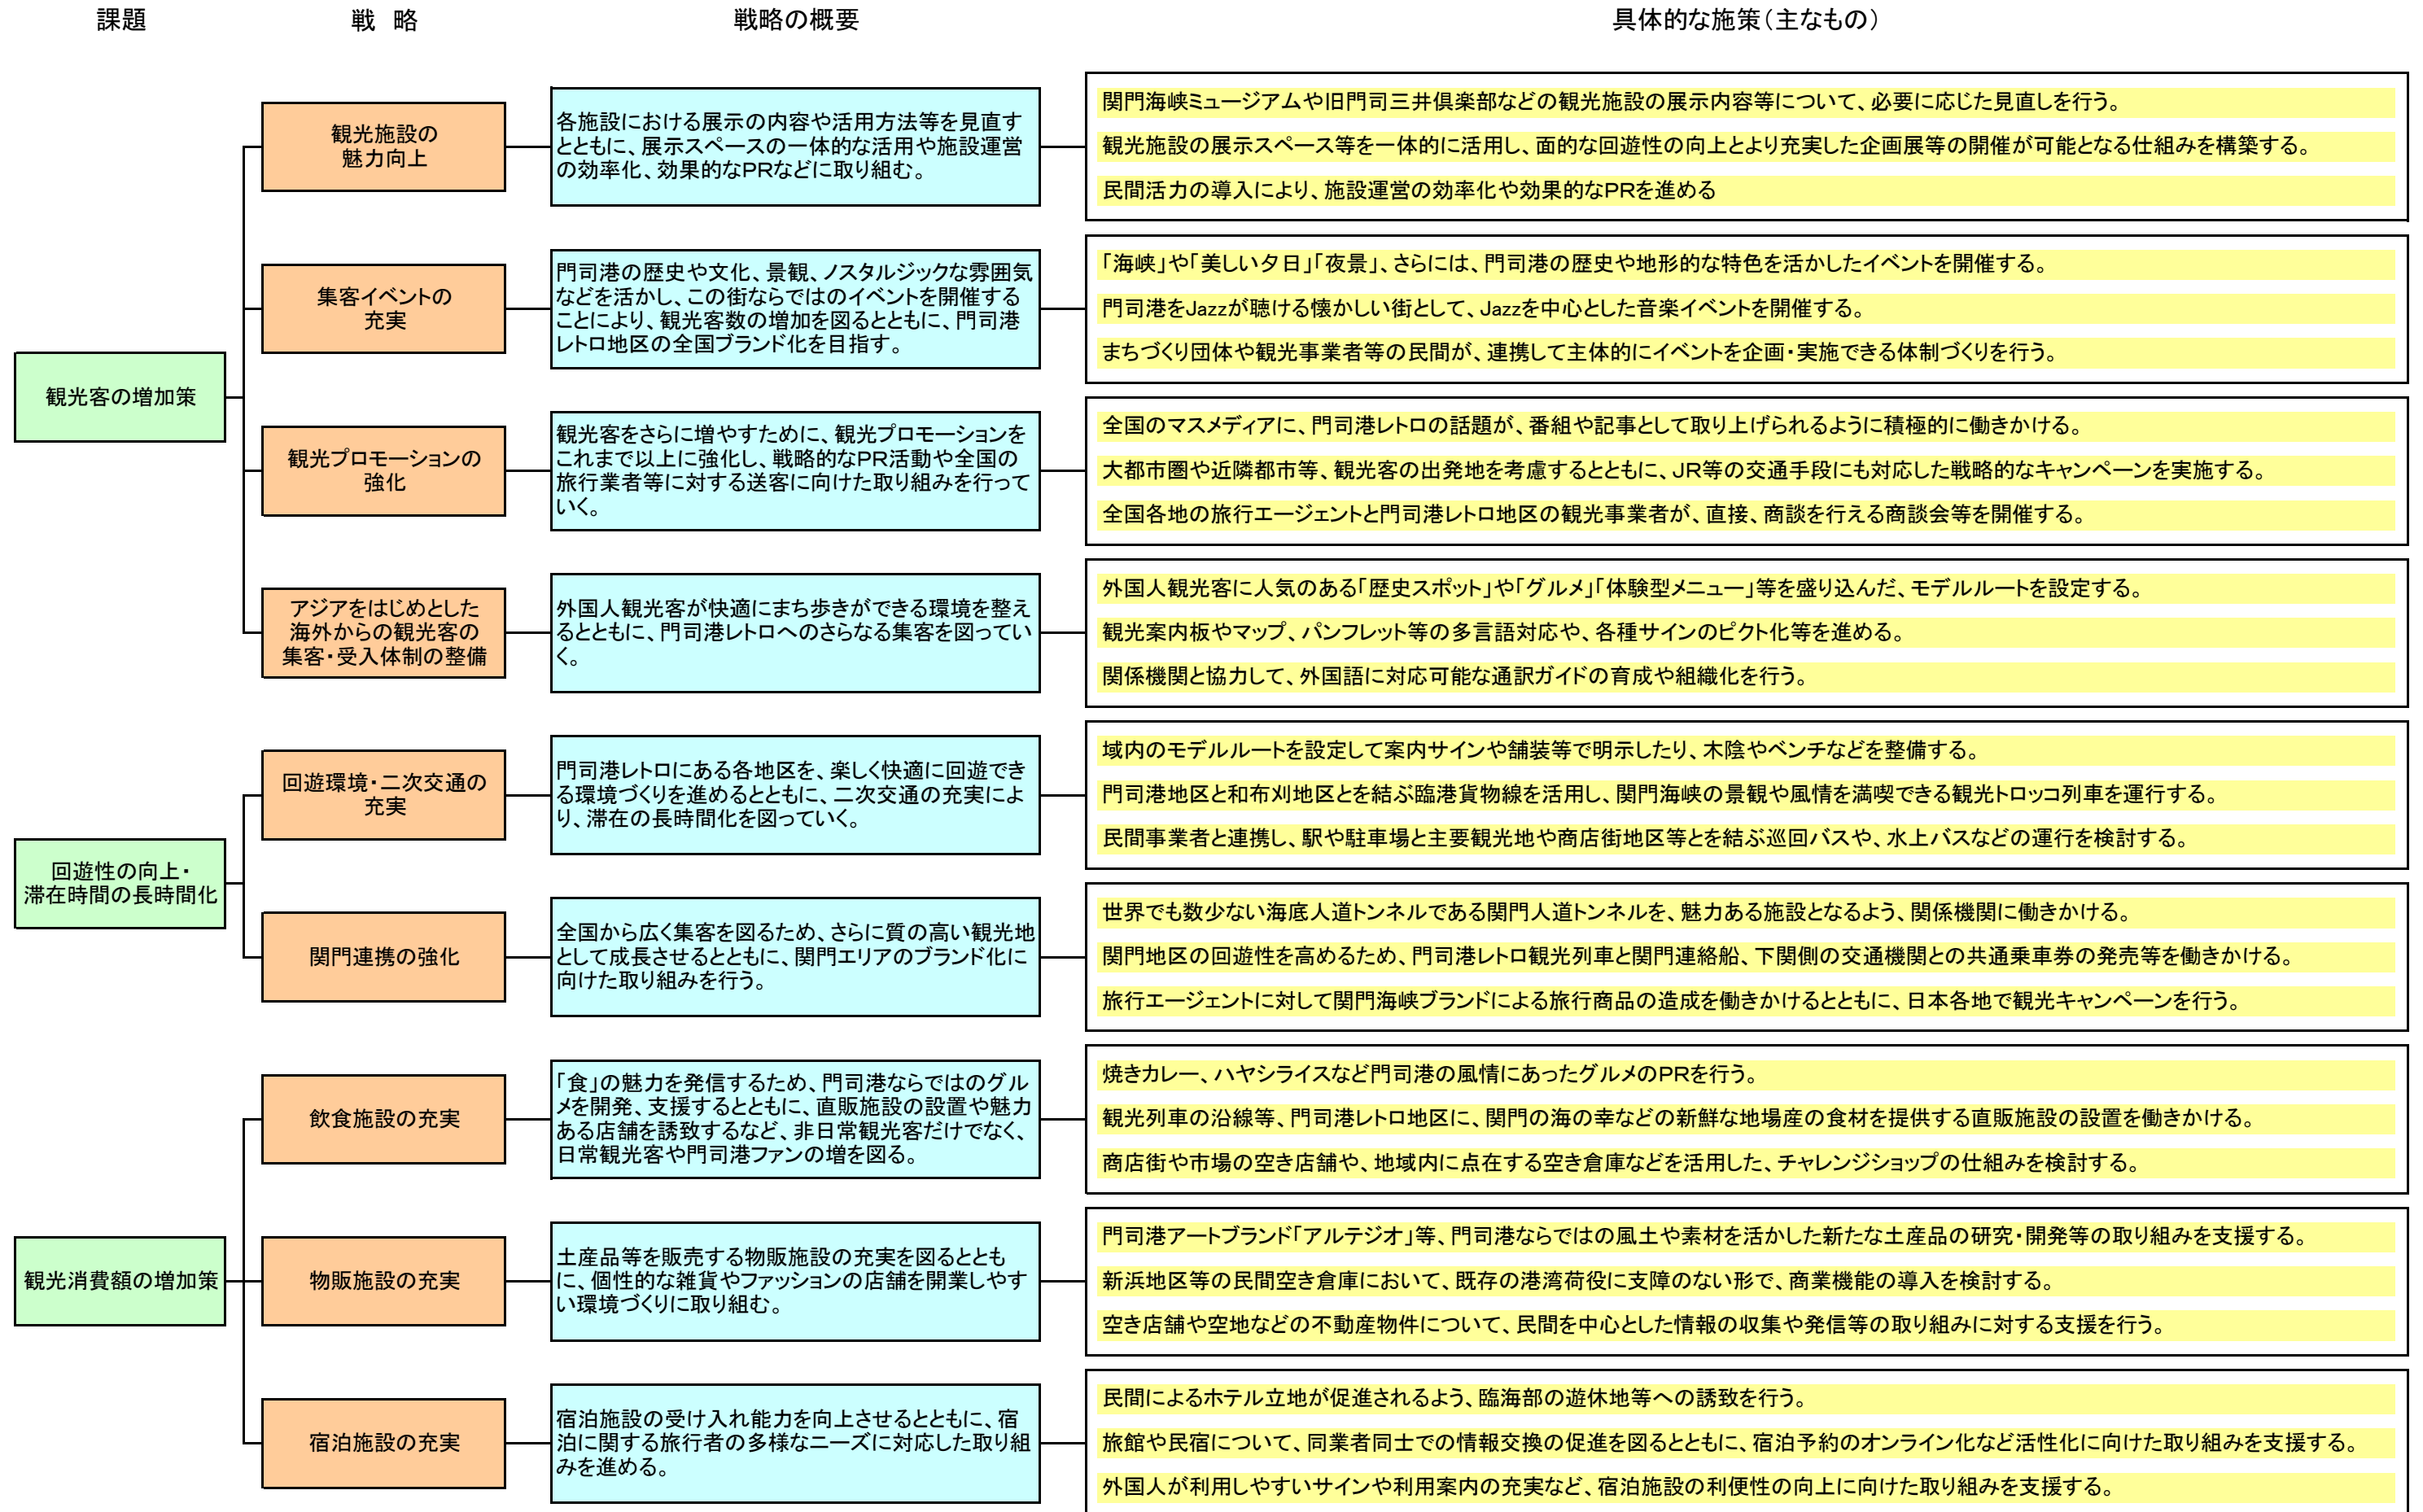 課題
戦　略
戦略の概要
具体的な施策（主なもの）
観光客の増加策
観光施設の
魅力向上
各施設における展示の内容や活用方法等を見直す
とともに、展示スペースの一体的な活用や施設運営
の効率化、効果的なPRなどに取り組む。
関門海峡ミュージアムや旧門司三井倶楽部などの観光施設の展示内容等について、必要に応じた見直しを行う。
観光施設の展示スペース等を一体的に活用し、面的な回遊性の向上とより充実した企画展等の開催が可能となる仕組みを構築する。
民間活力の導入により、施設運営の効率化や効果的なPRを進める
集客イベントの
充実
門司港の歴史や文化、景観、ノスタルジックな雰囲気
などを活かし、この街ならではのイベントを開催する
ことにより、観光客数の増加を図るとともに、門司港
レトロ地区の全国ブランド化を目指す。
「海峡」や「美しい夕日」「夜景」、さらには、門司港の歴史や地形的な特色を活かしたイベントを開催する。
門司港をJazzが聴ける懐かしい街として、Jazzを中心とした音楽イベントを開催する。
まちづくり団体や観光事業者等の民間が、連携して主体的にイベントを企画・実施できる体制づくりを行う。
観光プロモーションの
強化
観光客をさらに増やすために、観光プロモーションを
これまで以上に強化し、戦略的なPR活動や全国の
旅行業者等に対する送客に向けた取り組みを行って
いく。
全国のマスメディアに、門司港レトロの話題が、番組や記事として取り上げられるように積極的に働きかける。
大都市圏や近隣都市等、観光客の出発地を考慮するとともに、JR等の交通手段にも対応した戦略的なキャンペーンを実施する。
全国各地の旅行エージェントと門司港レトロ地区の観光事業者が、直接、商談を行える商談会等を開催する。
アジアをはじめとした
海外からの観光客の
集客・受入体制の整備
外国人観光客が快適にまち歩きができる環境を整え
るとともに、門司港レトロへのさらなる集客を図ってい
く。
外国人観光客に人気のある「歴史スポット」や「グルメ」「体験型メニュー」等を盛り込んだ、モデルルートを設定する。
観光案内板やマップ、パンフレット等の多言語対応や、各種サインのピクト化等を進める。
関係機関と協力して、外国語に対応可能な通訳ガイドの育成や組織化を行う。
回遊性の向上・
滞在時間の長時間化
回遊環境・二次交通の
充実
門司港レトロにある各地区を、楽しく快適に回遊でき
る環境づくりを進めるとともに、二次交通の充実によ
り、滞在の長時間化を図っていく。
域内のモデルルートを設定して案内サインや舗装等で明示したり、木陰やベンチなどを整備する。
門司港地区と和布刈地区とを結ぶ臨港貨物線を活用し、関門海峡の景観や風情を満喫できる観光トロッコ列車を運行する。
民間事業者と連携し、駅や駐車場と主要観光地や商店街地区等とを結ぶ巡回バスや、水上バスなどの運行を検討する。
関門連携の強化
全国から広く集客を図るため、さらに質の高い観光地
として成長させるとともに、関門エリアのブランド化に
向けた取り組みを行う。
世界でも数少ない海底人道トンネルである関門人道トンネルを、魅力ある施設となるよう、関係機関に働きかける。
関門地区の回遊性を高めるため、門司港レトロ観光列車と関門連絡船、下関側の交通機関との共通乗車券の発売等を働きかける。
旅行エージェントに対して関門海峡ブランドによる旅行商品の造成を働きかけるとともに、日本各地で観光キャンペーンを行う。
観光消費額の増加策
飲食施設の充実
「食」の魅力を発信するため、門司港ならではのグル
メを開発、支援するとともに、直販施設の設置や魅力
ある店舗を誘致するなど、非日常観光客だけでなく、
日常観光客や門司港ファンの増を図る。
焼きカレー、ハヤシライスなど門司港の風情にあったグルメのPRを行う。
観光列車の沿線等、門司港レトロ地区に、関門の海の幸などの新鮮な地場産の食材を提供する直販施設の設置を働きかける。
商店街や市場の空き店舗や、地域内に点在する空き倉庫などを活用した、チャレンジショップの仕組みを検討する。
物販施設の充実
土産品等を販売する物販施設の充実を図るととも
に、個性的な雑貨やファッションの店舗を開業しやす
い環境づくりに取り組む。
門司港アートブランド「アルテジオ」等、門司港ならではの風土や素材を活かした新たな土産品の研究・開発等の取り組みを支援する。
新浜地区等の民間空き倉庫において、既存の港湾荷役に支障のない形で、商業機能の導入を検討する。
空き店舗や空地などの不動産物件について、民間を中心とした情報の収集や発信等の取り組みに対する支援を行う。
宿泊施設の充実
宿泊施設の受け入れ能力を向上させるとともに、宿
泊に関する旅行者の多様なニーズに対応した取り組
みを進める。
民間によるホテル立地が促進されるよう、臨海部の遊休地等への誘致を行う。
旅館や民宿について、同業者同士での情報交換の促進を図るとともに、宿泊予約のオンライン化など活性化に向けた取り組みを支援する。
外国人が利用しやすいサインや利用案内の充実など、宿泊施設の利便性の向上に向けた取り組みを支援する。